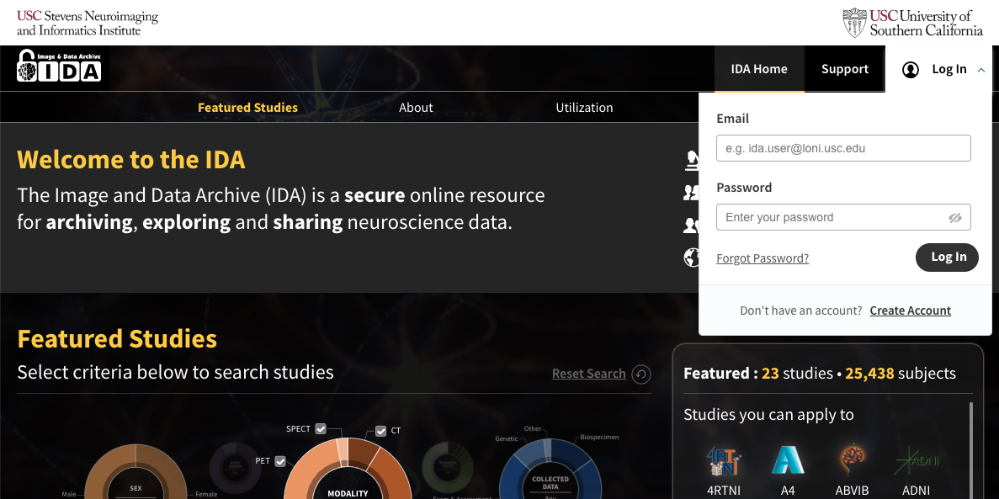 USC Stevens Neuroimaging
and Informatics Institute
USC University of
Southern California
Image & Data Archive
IDA
IDA Home
Support
Log In
Featured Studies
About
Utilization
Email
e.g. ida.user@loni.usc.edu
Password
Enter your password
Forgot Password?
Log In
Don't have an account? Create Account
Welcome to the IDA
The Image and Data Archive (IDA) is a secure online resource
for archiving, exploring and sharing neuroscience data.
Featured Studies
Select criteria below to search studies
Reset Search
SPECT
CT
PET
MODALITY
SEX
Male
Female
Other
Genetic
Biospecimen
COLLECTED
DATA
Any
Exam & Assessment
Featured : 23 studies • 25,438 subjects
Studies you can apply to
4RTNI
A4
ABVIB
ADNI
ADNI